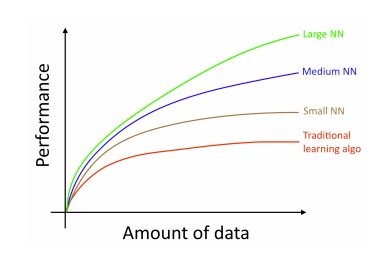 Large NN
Medium NN
Small NN
Traditional
learning algo
Performance
Amount of data